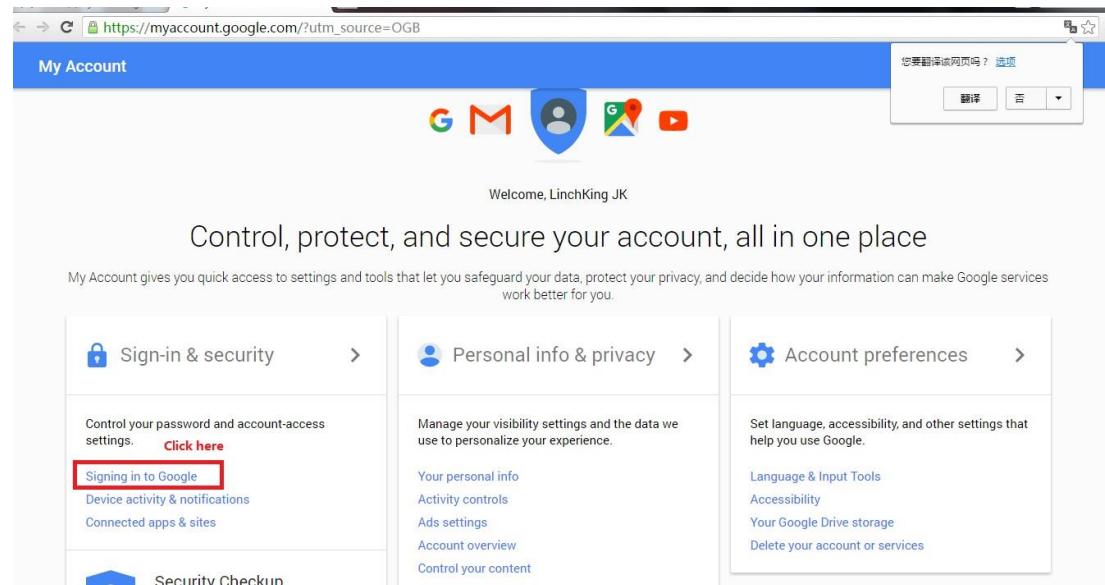 https://myaccount.google.com/?utm_source=OGB
My Account
您要翻译该网页吗？ 选项
翻译
否
G
G
Welcome, LinchKing JK
Control, protect, and secure your account, all in one place
My Account gives you quick access to settings and tools that let you safeguard your data, protect your privacy, and decide how your information can make Google services
work better for you.
Sign-in & security
Control your password and account-access
settings.
Click here
Signing in to Google
Device activity & notifications
Connected apps & sites
Security Checkup
Personal info & privacy
Manage your visibility settings and the data we
use to personalize your experience.
Your personal info
Activity controls
Ads settings
Account overview
Control your content
Account preferences
Set language, accessibility, and other settings that
help you use Google.
Language & Input Tools
Accessibility
Your Google Drive storage
Delete your account or services